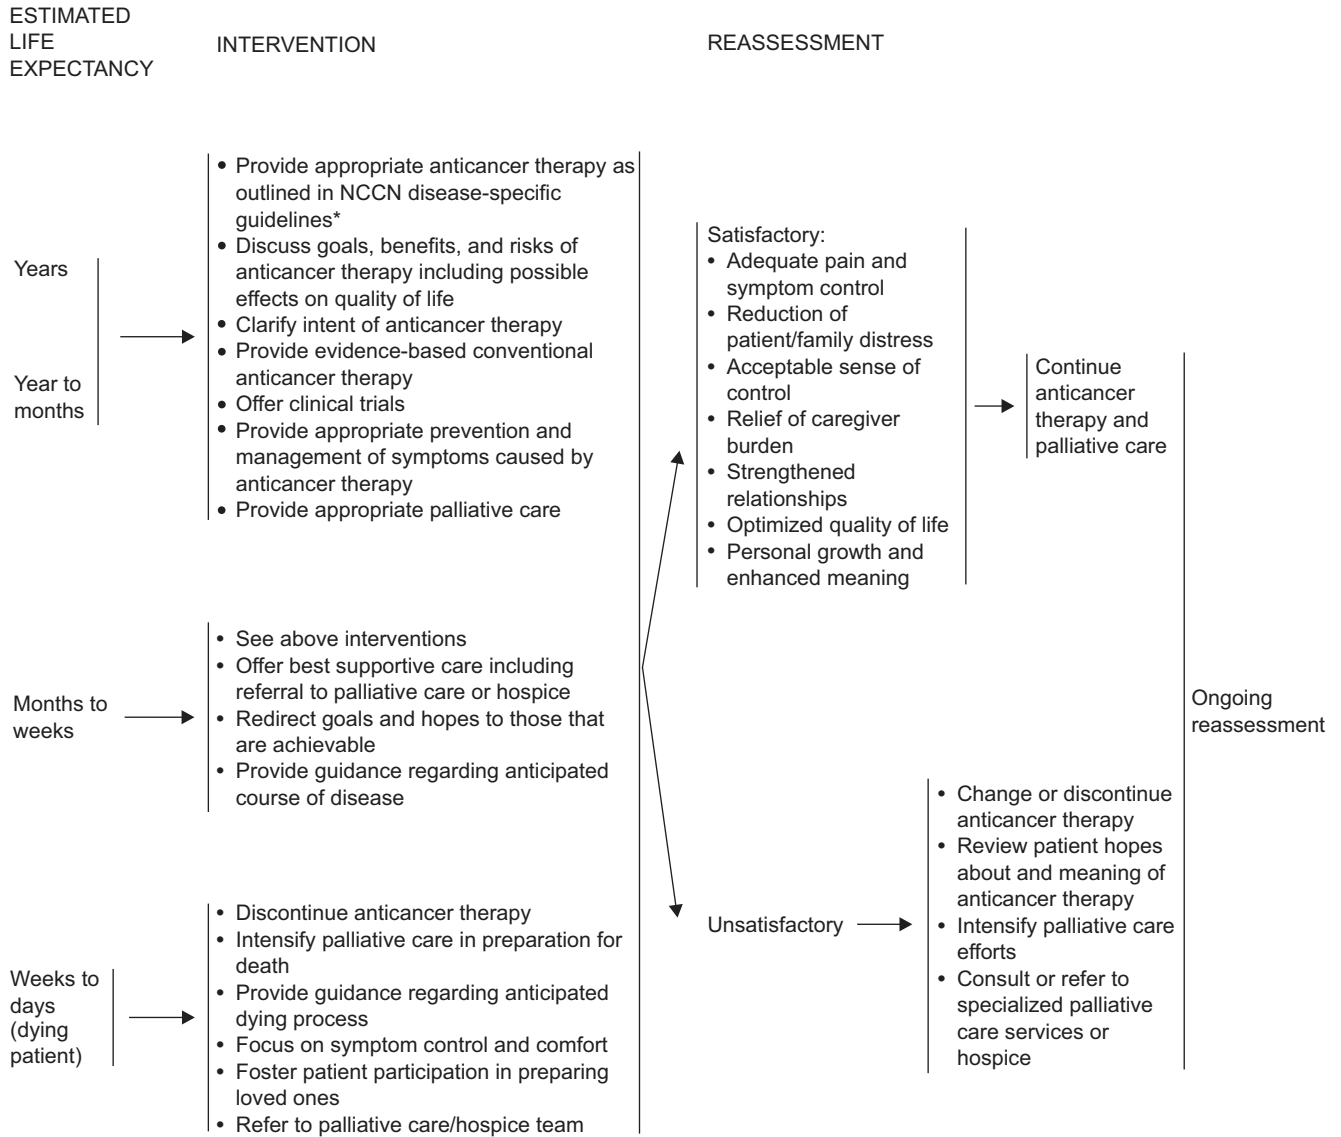 ESTIMATED
LIFE
EXPECTANCY
INTERVENTION
REASSESSMENT
Years
Year to
months
• Provide appropriate anticancer therapy as
outlined in NCCN disease-specific
guidelines*
• Discuss goals, benefits, and risks of
anticancer therapy including possible
effects on quality of life
• Clarify intent of anticancer therapy
• Provide evidence-based conventional
anticancer therapy
• Offer clinical trials
• Provide appropriate prevention and
management of symptoms caused by
anticancer therapy
• Provide appropriate palliative care
Months to
weeks
• See above interventions
• Offer best supportive care including
referral to palliative care or hospice
• Redirect goals and hopes to those that
are achievable
• Provide guidance regarding anticipated
course of disease
Weeks to
days
(dying
patient)
• Discontinue anticancer therapy
• Intensify palliative care in preparation for
death
• Provide guidance regarding anticipated
dying process
• Focus on symptom control and comfort
• Foster patient participation in preparing
loved ones
• Refer to palliative care/hospice team
Satisfactory:
• Adequate pain and
symptom control
• Reduction of
patient/family distress
• Acceptable sense of
control
• Relief of caregiver
burden
• Strengthened
relationships
• Optimized quality of life
• Personal growth and
enhanced meaning
Continue
anticancer
therapy and
palliative care
Unsatisfactory
• Change or discontinue
anticancer therapy
• Review patient hopes
about and meaning of
anticancer therapy
• Intensify palliative care
efforts
• Consult or refer to
specialized palliative
care services or
hospice
Ongoing
reassessment